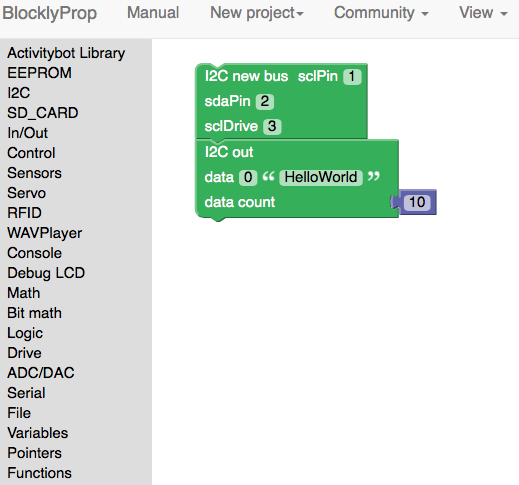 BlocklyProp Manual New project Community View
Activitybot Library
EEPROM
I2C
SD_CARD
In/Out
Control
Sensors
Servo
RFID
WAVPlayer
Console
Debug LCD
Math
Bit math
Logic
Drive
ADC/DAC
Serial
File
Variables
Pointers
Functions
I2C new bus sclPin 1
sdaPin 2
sclDrive 3
I2C out
data 0 “ HelloWorld ”
data count 10